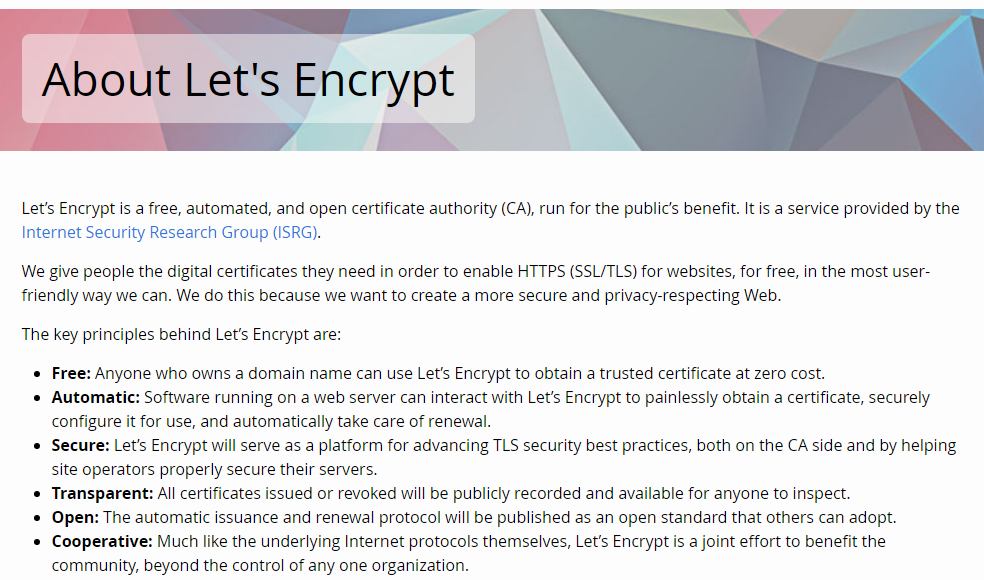 About Let's Encrypt
Let’s Encrypt is a free, automated, and open certificate authority (CA), run for the public’s benefit. It is a service provided by the
Internet Security Research Group (ISRG).
We give people the digital certificates they need in order to enable HTTPS (SSL/TLS) for websites, for free, in the most user-
friendly way we can. We do this because we want to create a more secure and privacy-respecting Web.
The key principles behind Let’s Encrypt are:
• Free: Anyone who owns a domain name can use Let’s Encrypt to obtain a trusted certificate at zero cost.
• Automatic: Software running on a web server can interact with Let’s Encrypt to painlessly obtain a certificate, securely
configure it for use, and automatically take care of renewal.
• Secure: Let’s Encrypt will serve as a platform for advancing TLS security best practices, both on the CA side and by helping
site operators properly secure their servers.
• Transparent: All certificates issued or revoked will be publicly recorded and available for anyone to inspect.
• Open: The automatic issuance and renewal protocol will be published as an open standard that others can adopt.
• Cooperative: Much like the underlying Internet protocols themselves, Let’s Encrypt is a joint effort to benefit the
community, beyond the control of any one organization.